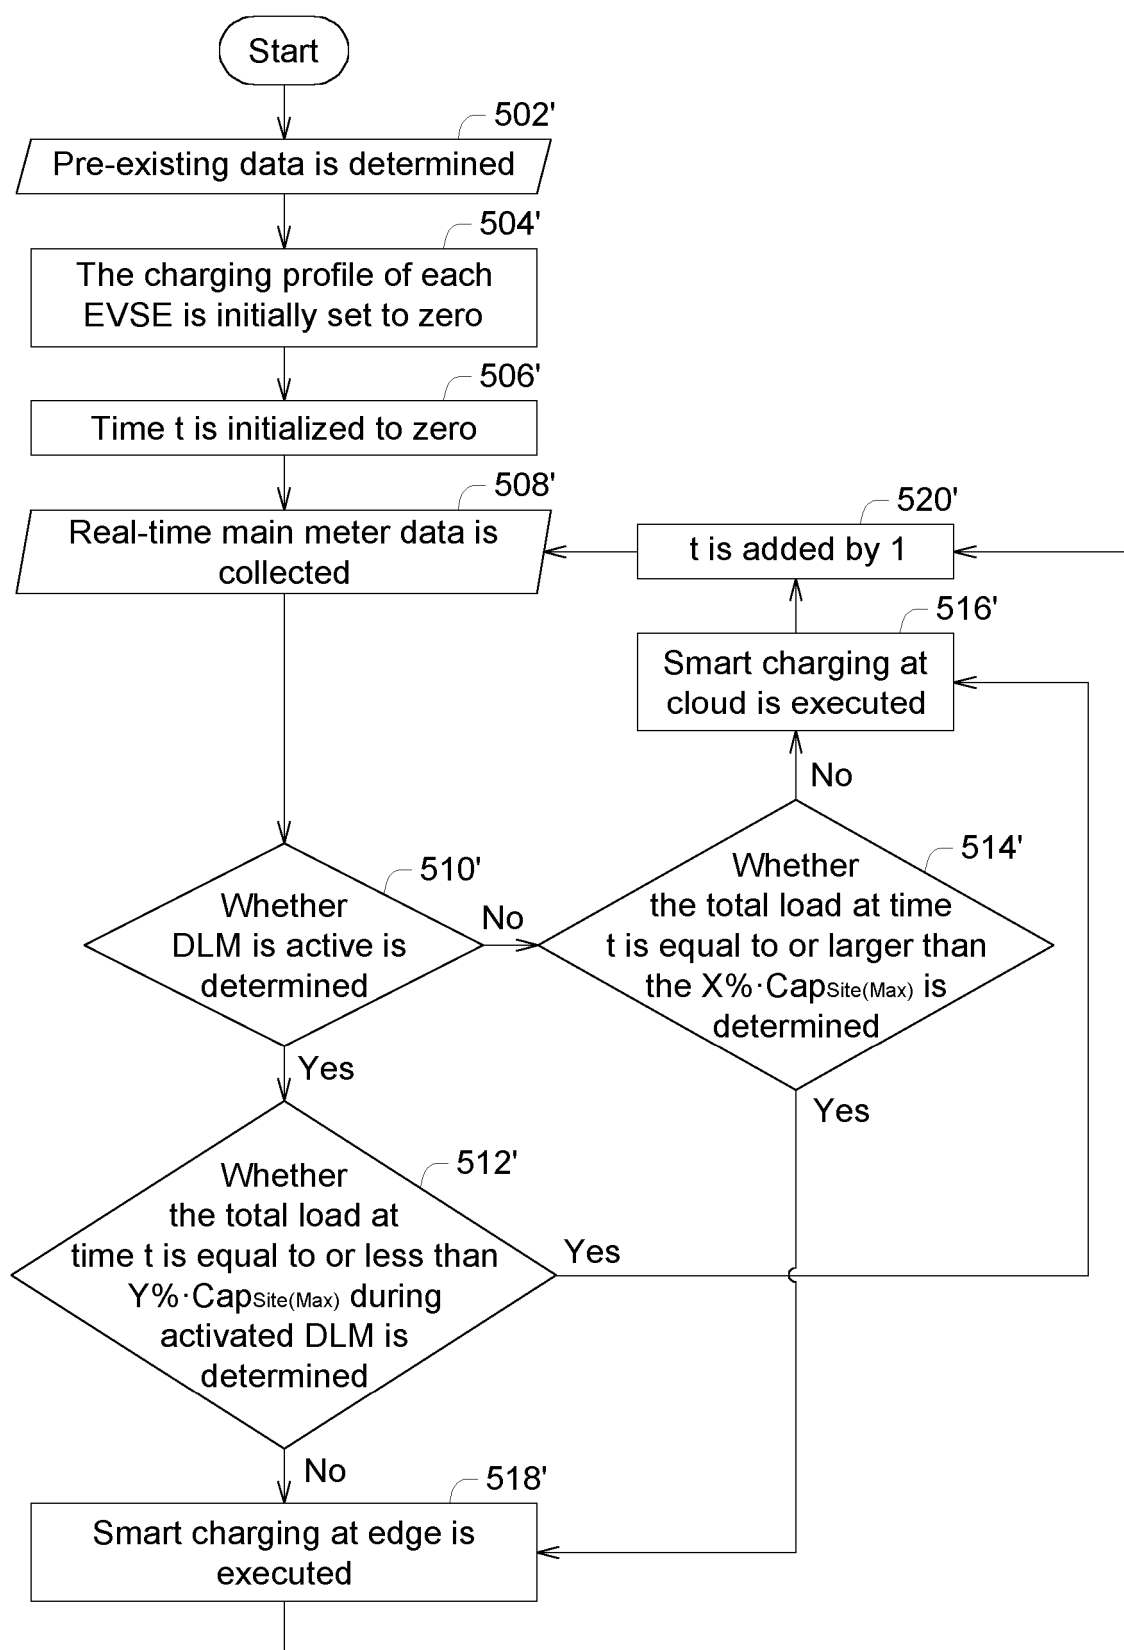 Start
502'
Pre-existing data is determined
504'
The charging profile of each
EVSE is initially set to zero
506'
Time t is initialized to zero
508'
Real-time main meter data is
collected
520'
t is added by 1
516'
Smart charging at
cloud is executed
No
514'
Whether
the total load at time
t is equal to or larger than
the X%·CapSite(Max) is
determined
Yes
510'
Whether
DLM is active is
determined
No
Yes
512'
Whether
the total load at
time t is equal to or less than
Y%·CapSite(Max) during
activated DLM is
determined
Yes
No
518'
Smart charging at edge is
executed